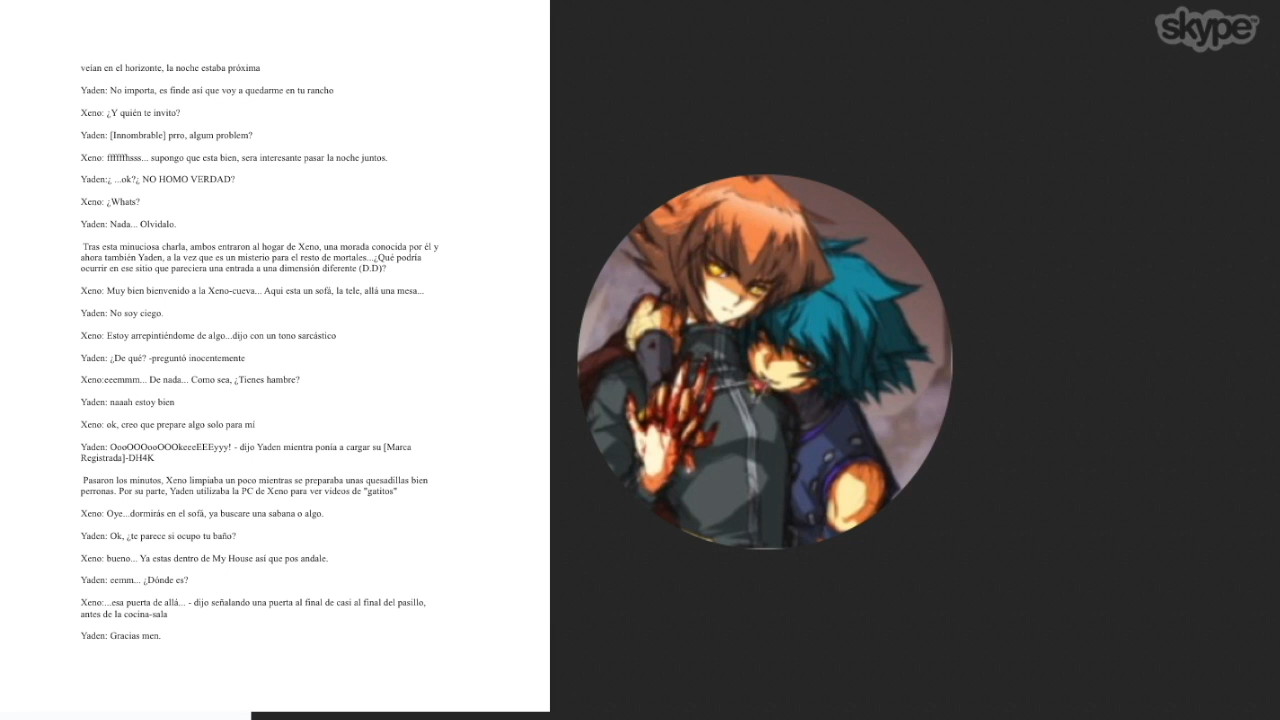 veían en el horizonte, la noche estaba próxima
Yaden: No importa, es finde así que voy a quedarme en tu rancho
Xeno: ¿Y quién te invito?
Yaden: [Innombrable] prro, algum problem?
Xeno: ffffffhsss... supongo que esta bien, sera interesante pasar la noche juntos.
Yaden:¿ ...ok?¿ NO HOMO VERDAD?
Xeno: ¿Whats?
Yaden: Nada... Olvidalo.
Tras esta minuciosa charla, ambos entraron al hogar de Xeno, una morada conocida por él y
ahora también Yaden, a la vez que es un misterio para el resto de mortales...¿Qué podría
ocurrir en ese sitio que pareciera una entrada a una dimensión diferente (D.D)?
Xeno: Muy bien bienvenido a la Xeno-cueva... Aqui esta un sofá, la tele, allá una mesa...
Yaden: No soy ciego.
Xeno: Estoy arrepintiéndome de algo...dijo con un tono sarcástico
Yaden: ¿De qué? -preguntó inocentemente
Xeno:eeemmm... De nada... Como sea, ¿Tienes hambre?
Yaden: naaah estoy bien
Xeno: ok, creo que prepare algo solo para mí
Yaden: OooOOOooOOOkeeeEEEyyy! - dijo Yaden mientra ponía a cargar su [Marca
Registrada]-DH4K
Pasaron los minutos, Xeno limpiaba un poco mientras se preparaba unas quesadillas bien
perronas. Por su parte, Yaden utilizaba la PC de Xeno para ver videos de "gatitos"
Xeno: Oye...dormirás en el sofá, ya buscare una sabana o algo.
Yaden: Ok, ¿te parece si ocupo tu baño?
Xeno: bueno... Ya estas dentro de My House así que pos andale.
Yaden: eemm... ¿Dónde es?
Xeno:...esa puerta de allá... - dijo señalando una puerta al final de casi al final del pasillo,
antes de la cocina-sala
Yaden: Gracias men.
skype